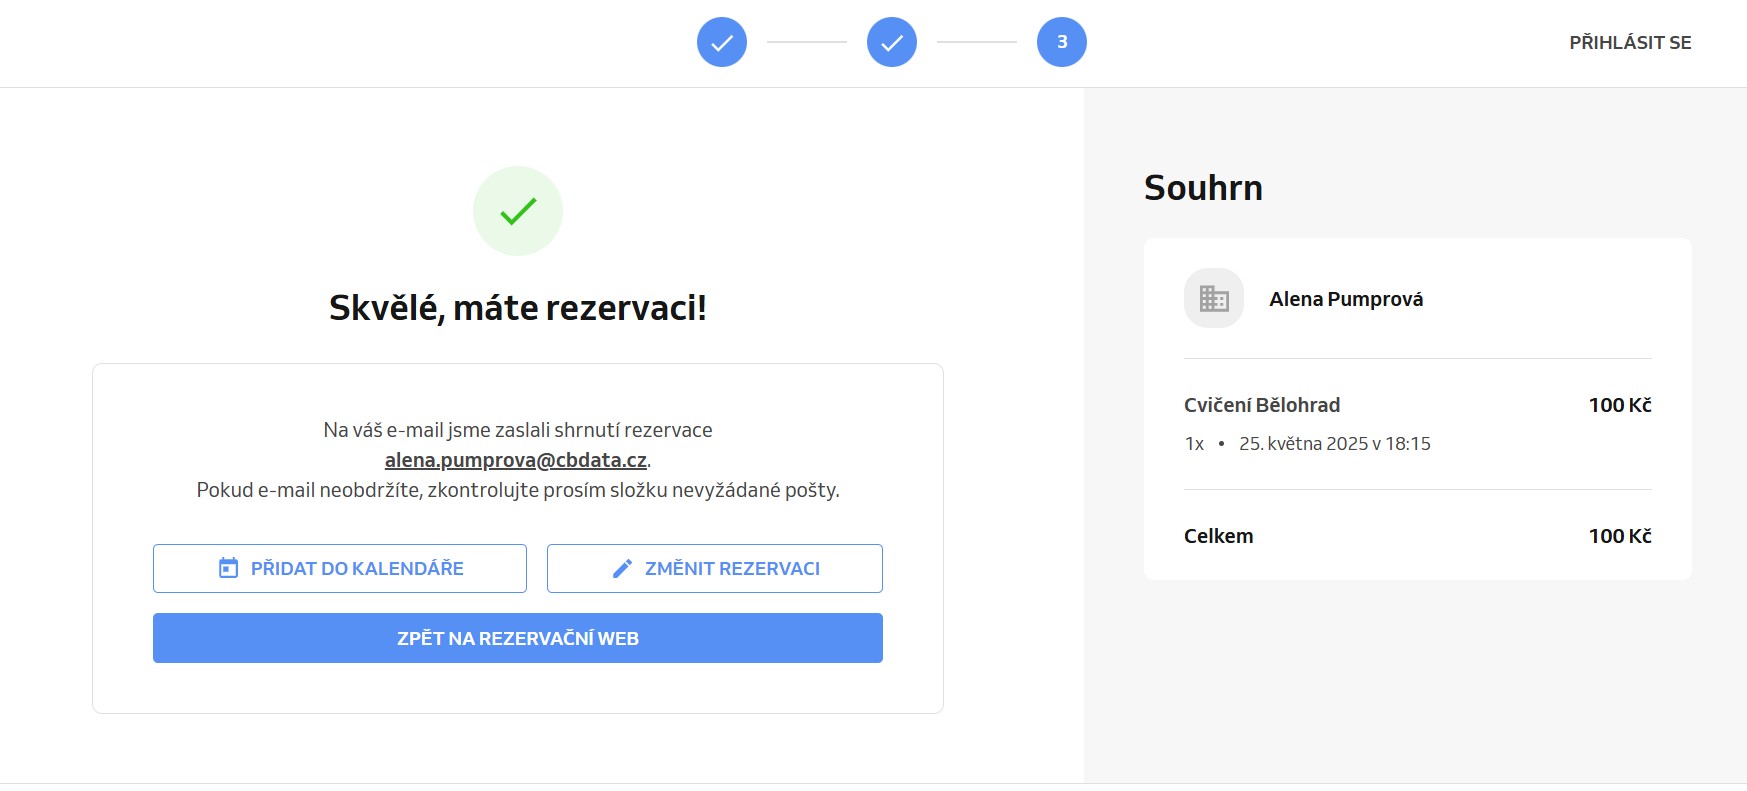 3
PŘIHLÁSIT SE
Skvělé, máte rezervaci!
Na váš e-mail jsme zaslali shrnutí rezervace
alena.pumprova@cbdata.cz.
Pokud e-mail neobdržíte, zkontrolujte prosím složku nevyžádané pošty.
PŘIDAT DO KALENDÁŘE
ZMĚNIT REZERVACI
ZPĚT NA REZERVAČNÍ WEB
Souhrn
Alena Pumprová
Cvičení Bělohrad 100 Kč
1x • 25. května 2025 v 18:15
Celkem 100 Kč